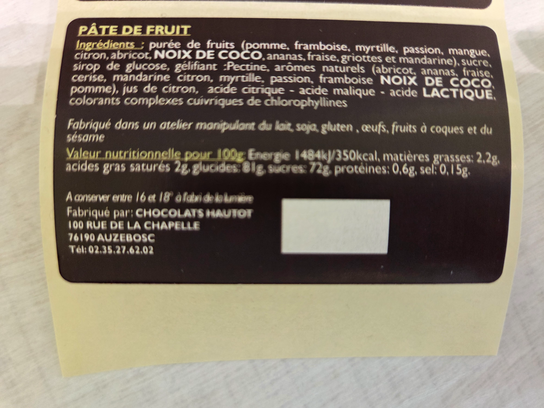 PÂTE DE FRUIT
Ingrédients : purée de fruits (pomme, framboise, myrtille, passion, mangue,
citron, abricot, NOIX DE COCO, ananas, fraise, griottes et mandarine), sucre,
sirop de glucose, gélifiant :Pectine, arômes naturels (abricot, ananas, fraise,
cerise, mandarine citron, myrtille, passion, framboise NOIX DE COCO,
pomme), jus de citron, acide citrique - acide malique - acide LACTIQUE,
colorants complexes cuivriques de chlorophyllines
Fabriqué dans un atelier manipulant du lait, soja, gluten , œufs, fruits à coques et du
sésame
Valeur nutritionnelle pour 100g: Energie 1484kJ/350kcal, matières grasses: 2,2g,
acides gras saturés 2g, glucides: 81g, sucres: 72g, protéines: 0,6g, sel: 0,15g.
A conserver entre 16 et 18° à l'abri de la lumière
Fabriqué par : CHOCOLATS HAUTOT
100 RUE DE LA CHAPELLE
76190 AUZEBOSC
Tél: 02.35.27.62.02